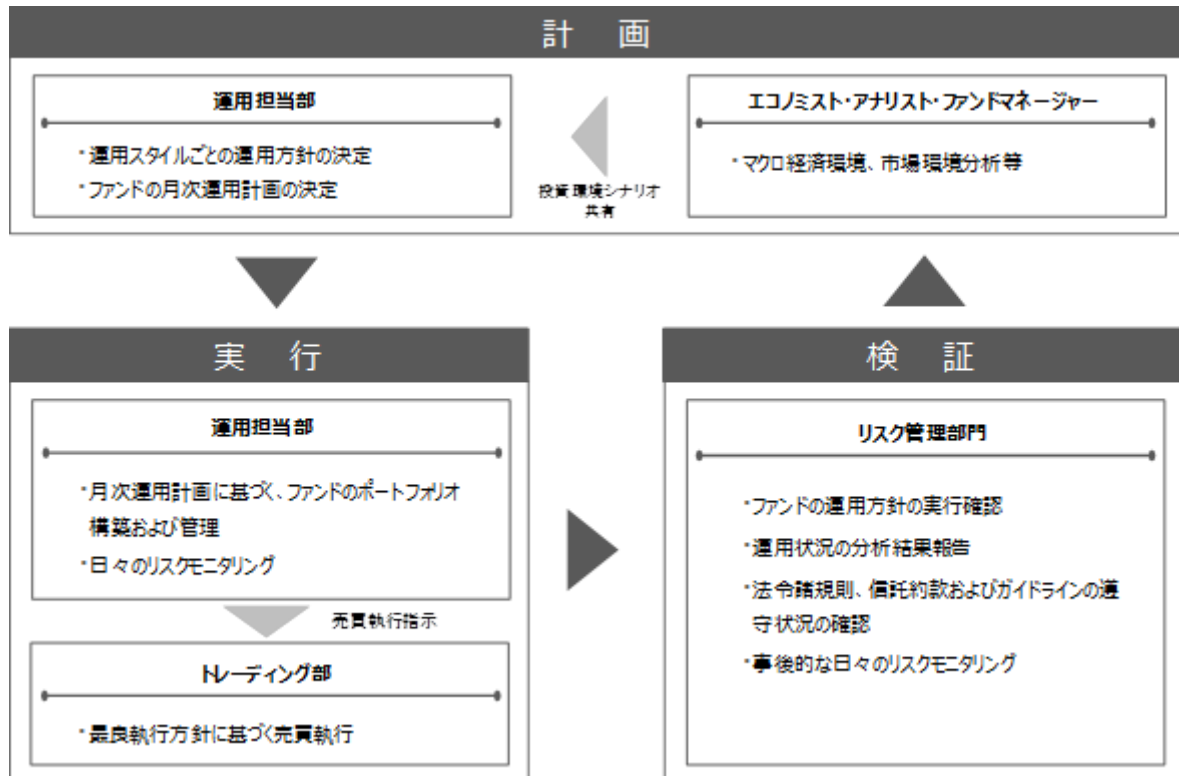 計 画
運用担当部
・運用スタイルごとの運用方針の決定
・ファンドの月次運用計画の決定
投資環境シナリオ
共有
エコノミスト・アナリスト・ファンドマネージャー
・マクロ経済環境、市場環境分析等
実 行
運用担当部
・月次運用計画に基づく、ファンドのポートフォリオ
構築および管理
・日々のリスクモニタリング
売買執行指示
トレーディング部
・最良執行方針に基づく売買執行
検 証
リスク管理部門
・ファンドの運用方針の実行確認
・運用状況の分析結果報告
・法令諸規則、信託約款およびガイドラインの遵
守状況の確認
・事後的な日々のリスクモニタリング